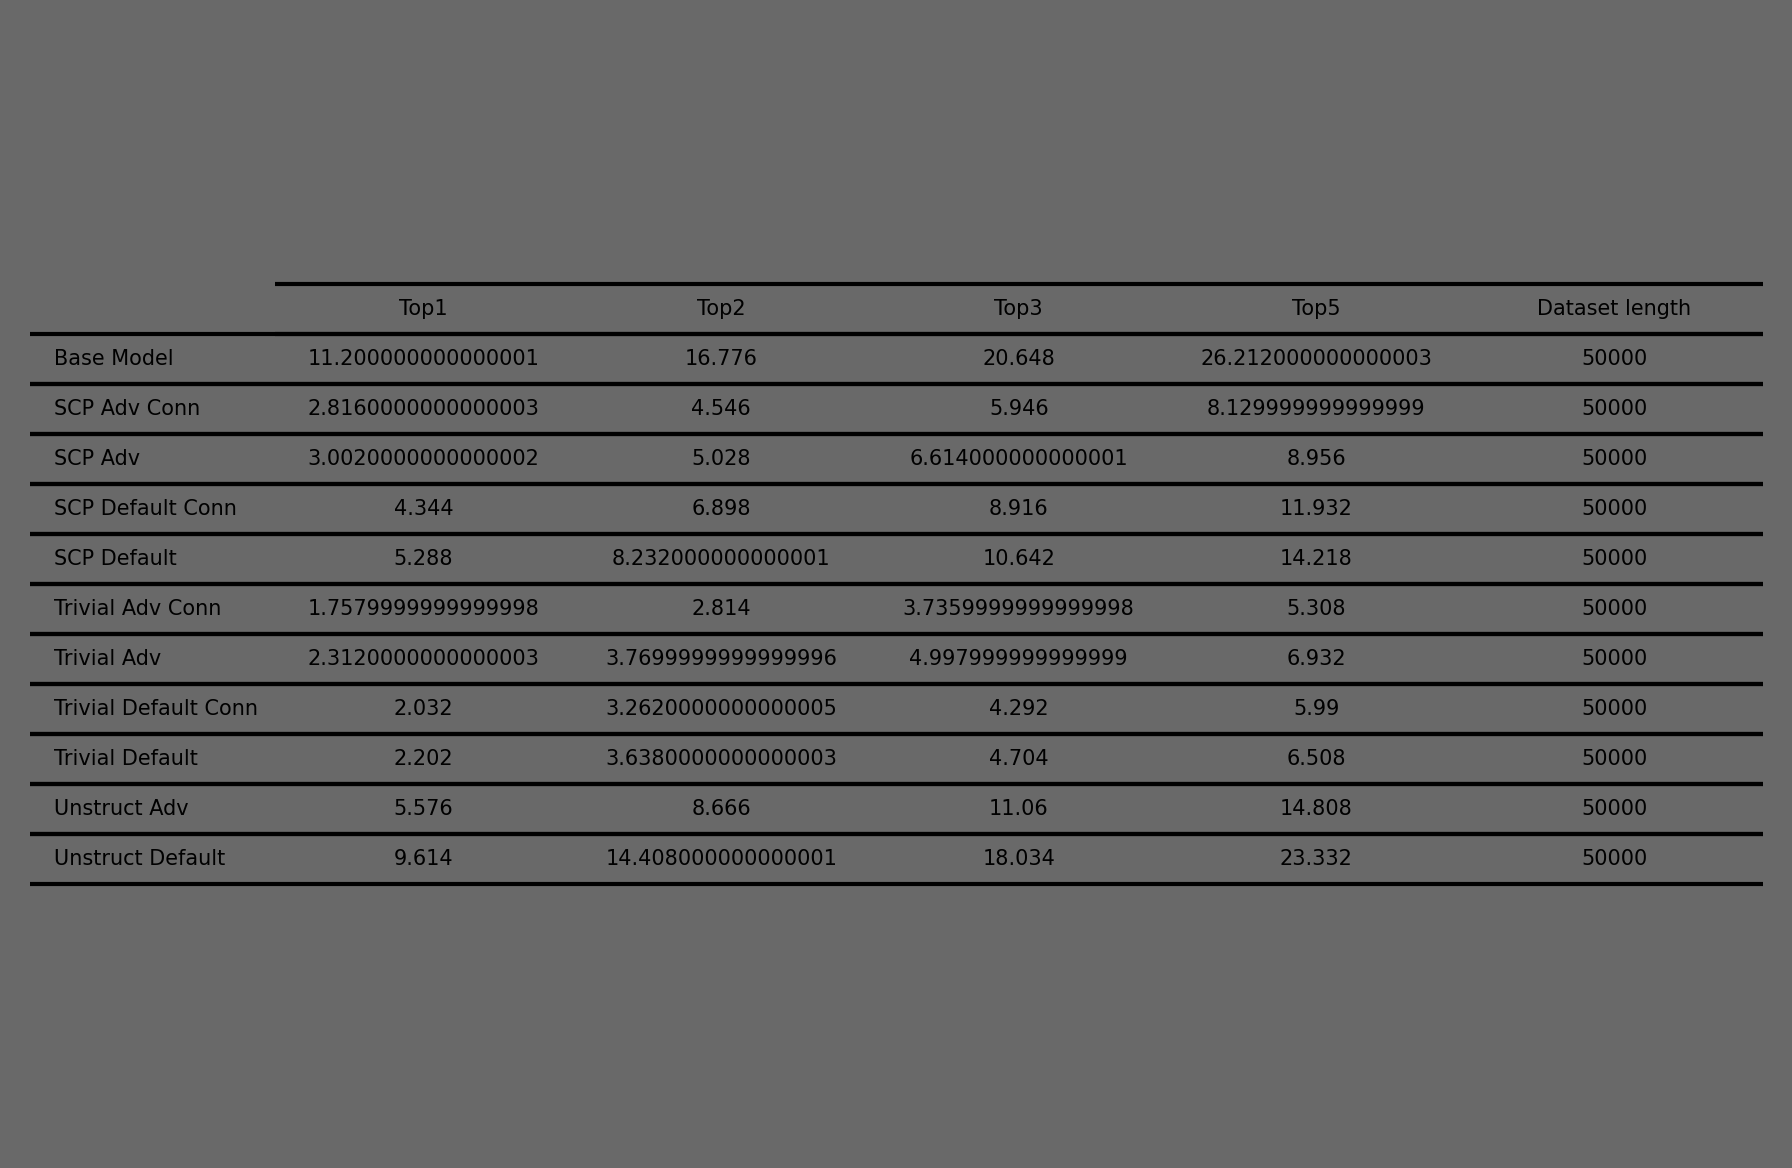 Top1 Top2 Top3 Top5 Dataset length
Base Model 11.200000000000001 16.776 20.648 26.212000000000003 50000
SCP Adv Conn 2.8160000000000003 4.546 5.946 8.129999999999999 50000
SCP Adv 3.0020000000000002 5.028 6.614000000000001 8.956 50000
SCP Default Conn 4.344 6.898 8.916 11.932 50000
SCP Default 5.288 8.232000000000001 10.642 14.218 50000
Trivial Adv Conn 1.7579999999999998 2.814 3.7359999999999998 5.308 50000
Trivial Adv 2.3120000000000003 3.7699999999999996 4.997999999999999 6.932 50000
Trivial Default Conn 2.032 3.2620000000000005 4.292 5.99 50000
Trivial Default 2.202 3.6380000000000003 4.704 6.508 50000
Unstruct Adv 5.576 8.666 11.06 14.808 50000
Unstruct Default 9.614 14.408000000000001 18.034 23.332 50000